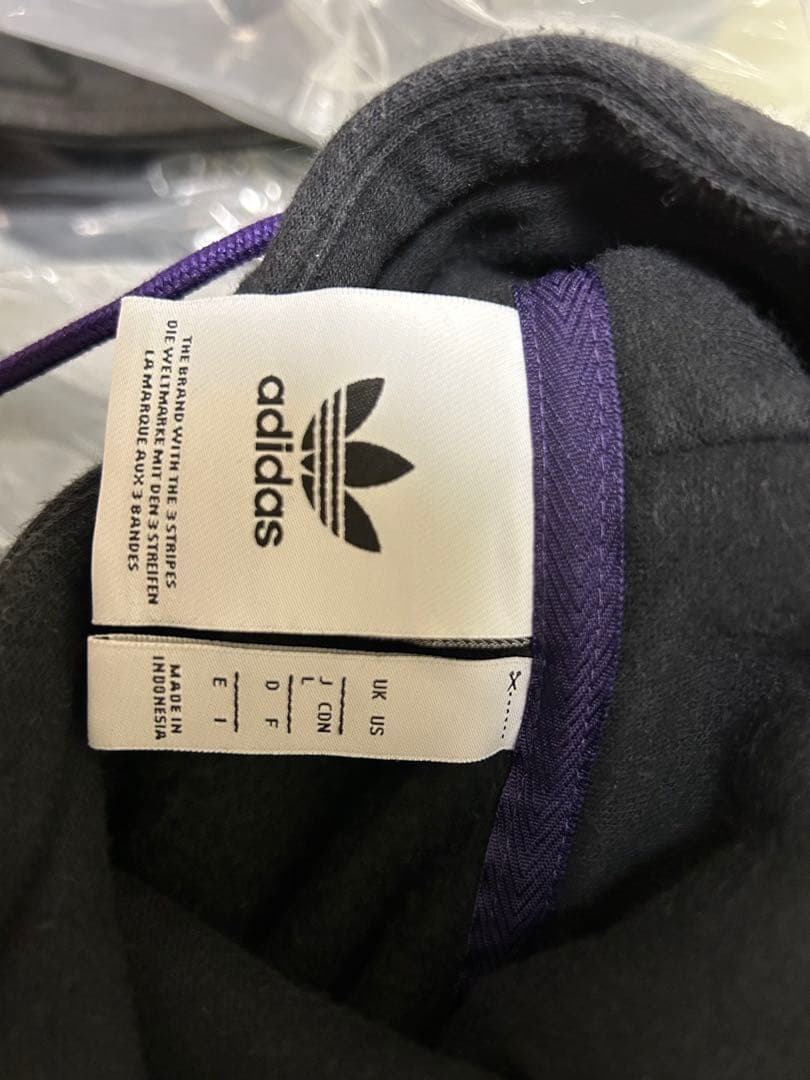 adidas
THE BRAND WITH THE 3 STRIPES
DIE WELTMARKE MIT DEN 3 STREIFEN
LA MARQUE AUX 3 BANDES
UK US
J CDN
L
D F
E I
MADE IN
INDONESIA